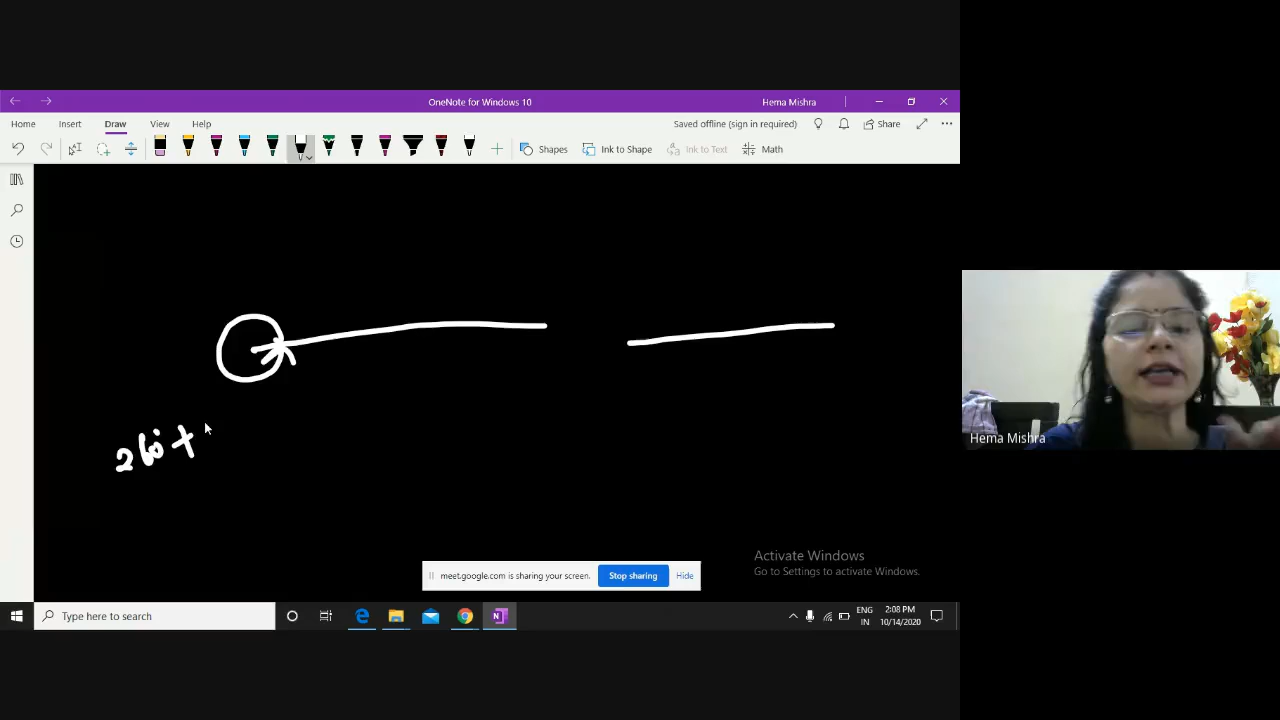 OneNote for Windows 10
Hema Mishra
Home Insert Draw View Help
Saved offline (sign in required)
Share
Shapes
Ink to Shape
Ink to Text
Math
Hema Mishra
Activate Windows
Go to Settings to activate Windows.
meet.google.com is sharing your screen.
Stop sharing
Hide
Type here to search
ENG
IN
2:08 PM
10/14/2020